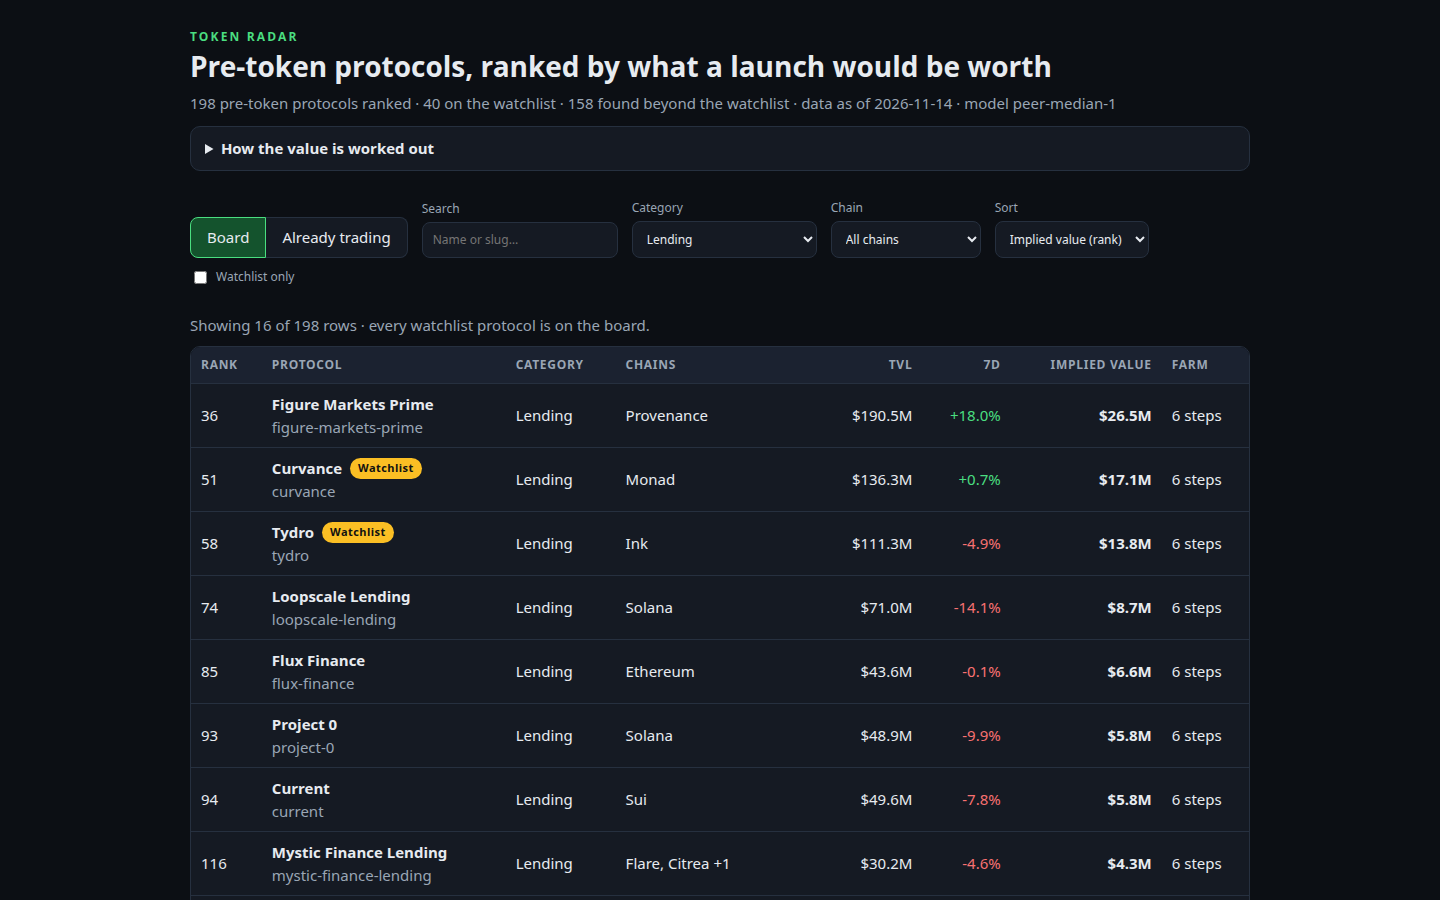 TOKEN RADAR
Pre-token protocols, ranked by what a launch would be worth
198 pre-token protocols ranked · 40 on the watchlist · 158 found beyond the watchlist · data as of 2026-11-14 · model peer-median-1
How the value is worked out
Board
Already trading
Search
Name or slug...
Category
Lending
Chain
All chains
Sort
Implied value (rank)
Watchlist only
Showing 16 of 198 rows · every watchlist protocol is on the board.
RANK PROTOCOL CATEGORY CHAINS TVL 7D IMPLIED VALUE FARM
36 Figure Markets Prime Lending Provenance $190.5M +18.0% $26.5M 6 steps
figure-markets-prime
51 Curvance Watchlist Lending Monad $136.3M +0.7% $17.1M 6 steps
curvance
58 Tydro Watchlist Lending Ink $111.3M -4.9% $13.8M 6 steps
tydro
74 Loopscale Lending Lending Solana $71.0M -14.1% $8.7M 6 steps
loopscale-lending
85 Flux Finance Lending Ethereum $43.6M -0.1% $6.6M 6 steps
flux-finance
93 Project 0 Lending Solana $48.9M -9.9% $5.8M 6 steps
project-0
94 Current Lending Sui $49.6M -7.8% $5.8M 6 steps
current
116 Mystic Finance Lending Lending Flare, Citrea +1 $30.2M -4.6% $4.3M 6 steps
mystic-finance-lending